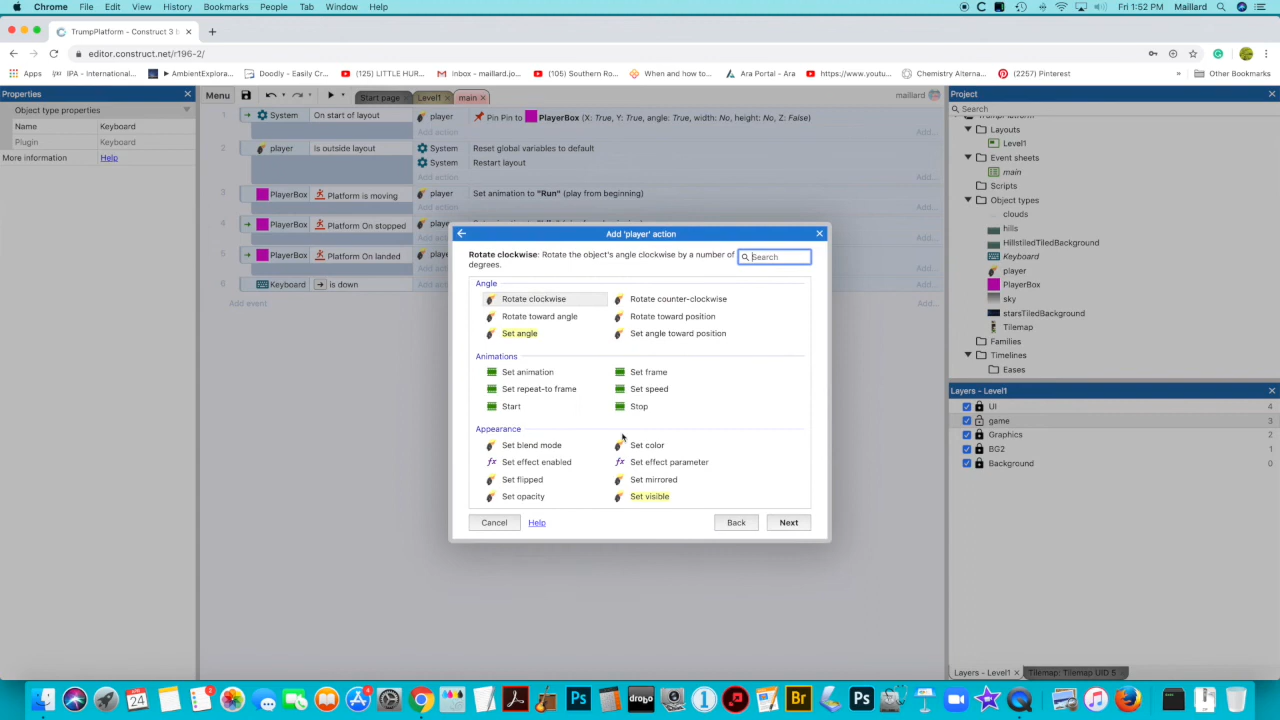 Chrome File Edit View History Bookmarks People Tab Window Help
Fri 1:52 PM Maillard
TrumpPlatform - Construct 3
editor.construct.net/r196-2/
Apps IPA - Internationa... AmbientExplora... Doodly - Easily Cr... (125) LITTLE HUR... Inbox - maillard.jo... (105) Southern Ro... When and how to... Ara Portal - Ara https://www.youtu... Chemistry Alterna... (2257) Pinterest » Other Bookmarks
Properties
Menu
Start page
Level1
main
maillard
Project
Object type properties
Name Keyboard
Plugin Keyboard
More information Help
1 System On start of layout player Pin Pin to PlayerBox (X: True, Y: True, angle: True, width: No, height: No, Z: False)
Add action Add...
2 player Is outside layout System Reset global variables to default
System Restart layout
Add action Add...
3 PlayerBox Platform is moving player Set animation to "Run" (play from beginning)
Add action Add...
4 PlayerBox Platform On stopped
Add...
5 PlayerBox Platform On landed
Add...
6 Keyboard → is down
Add event Add...
Add 'player' action
Rotate clockwise: Rotate the object's angle clockwise by a number of degrees.
Search
Angle
Rotate clockwise Rotate counter-clockwise
Rotate toward angle Rotate toward position
Set angle Set angle toward position
Animations
Set animation Set frame
Set repeat-to frame Set speed
Start Stop
Appearance
Set blend mode Set color
Set effect enabled Set effect parameter
Set flipped Set mirrored
Set opacity Set visible
Cancel Help Back Next
Search
TrumpPlatform
Layouts
Level1
Event sheets
main
Scripts
Object types
clouds
hills
HillstiledTiledBackground
Keyboard
player
PlayerBox
sky
starsTiledBackground
Tilemap
Families
Timelines
Eases
Layers - Level1
UI 4
game 3
Graphics 2
BG2 1
Background 0
Layers - Level1 Tilemap: Tilemap UID 5